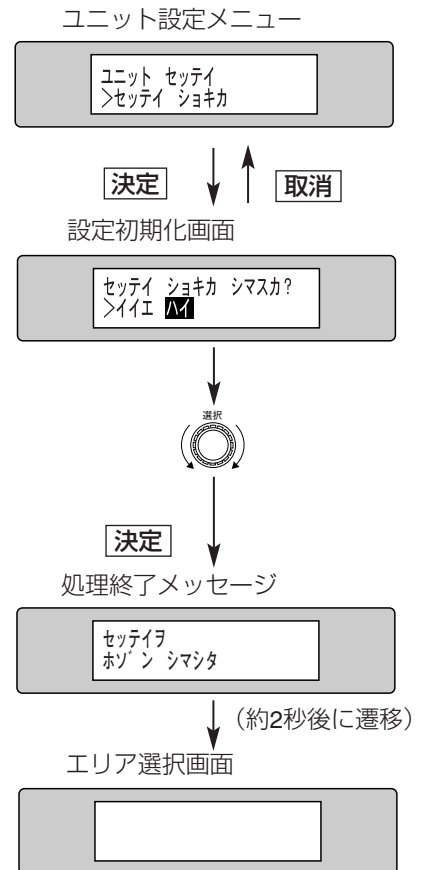 ユニット設定メニュー
ユニット セッテイ
>セッテイ ショキカ
決定 取消
設定初期化画面
セッテイ ショキカ シマスカ?
>イイエ ハイ
選択
決定
処理終了メッセージ
セッテイヲ
ホゾン シマシタ
(約2秒後に遷移)
エリア選択画面